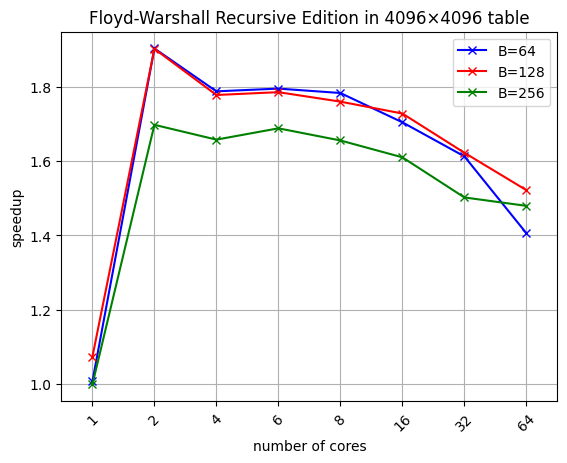 Floyd-Warshall Recursive Edition in 4096×4096 table
B=64
B=128
B=256
speedup
1.8
1.6
1.4
1.2
1.0
1 2 4 6 8 16 32 64
number of cores